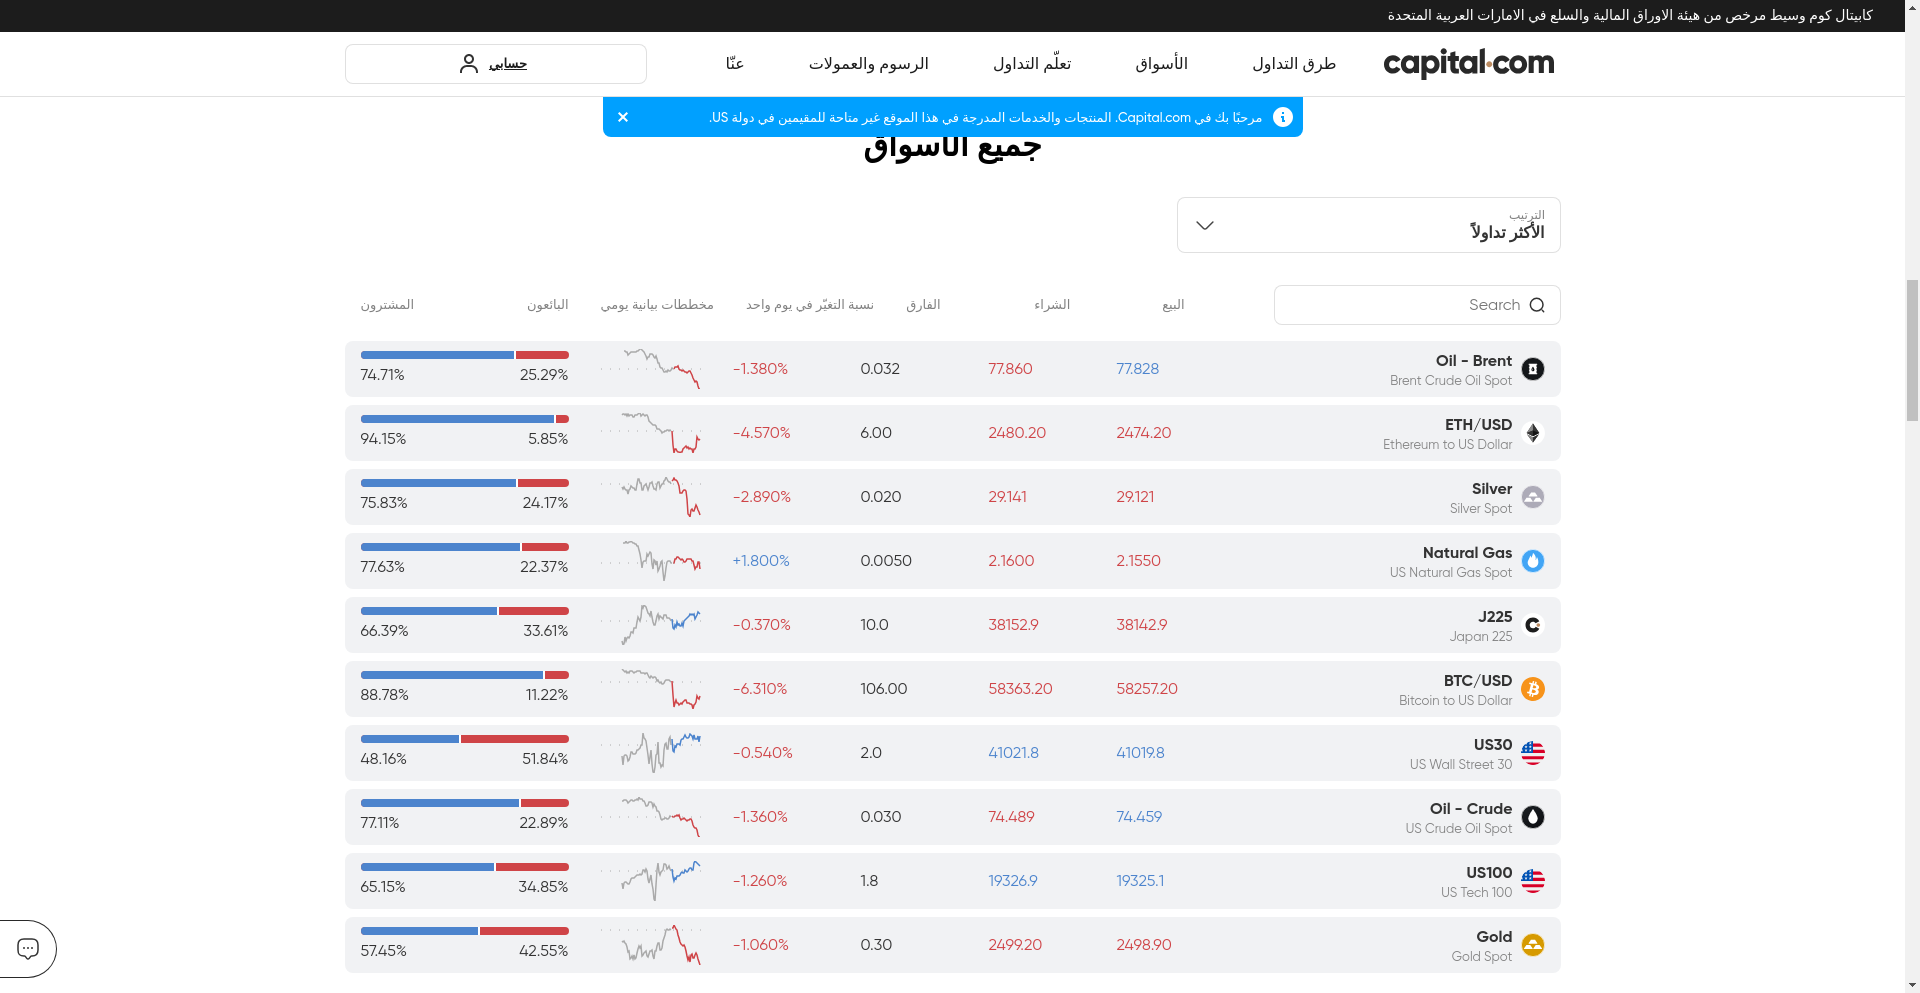 كابيتال كوم وسيط مرخص من هيئة الاوراق المالية والسلع في الامارات العربية المتحدة
capital.com
طرق التداول
الأسواق
تعلّم التداول
الرسوم والعمولات
عنّا
حسابي
مرحبًا بك في Capital.com. المنتجات والخدمات المدرجة في هذا الموقع غير متاحة للمقيمين في دولة US.
جميع الأسواق
الترتيب
الأكثر تداولاً
Search
البيع
الشراء
الفارق
نسبة التغيّر في يوم واحد
مخططات بيانية يومي
البائعون
المشترون
Oil - Brent
Brent Crude Oil Spot
77.828
77.860
0.032
-1.380%
25.29%
74.71%
ETH/USD
Ethereum to US Dollar
2474.20
2480.20
6.00
-4.570%
5.85%
94.15%
Silver
Silver Spot
29.121
29.141
0.020
-2.890%
24.17%
75.83%
Natural Gas
US Natural Gas Spot
2.1550
2.1600
0.0050
+1.800%
22.37%
77.63%
J225
Japan 225
38142.9
38152.9
10.0
-0.370%
33.61%
66.39%
BTC/USD
Bitcoin to US Dollar
58257.20
58363.20
106.00
-6.310%
11.22%
88.78%
US30
US Wall Street 30
41019.8
41021.8
2.0
-0.540%
51.84%
48.16%
Oil - Crude
US Crude Oil Spot
74.459
74.489
0.030
-1.360%
22.89%
77.11%
US100
US Tech 100
19325.1
19326.9
1.8
-1.260%
34.85%
65.15%
Gold
Gold Spot
2498.90
2499.20
0.30
-1.060%
42.55%
57.45%